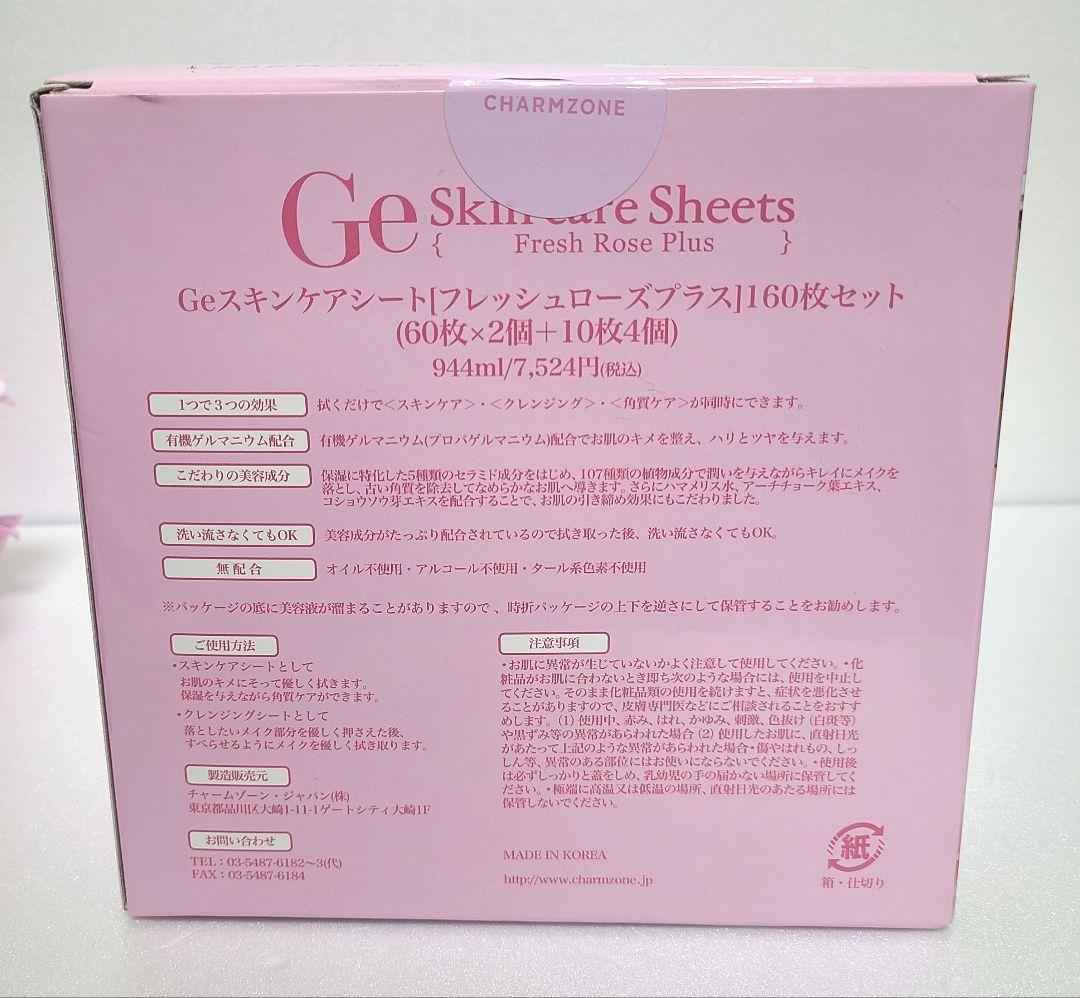 CHARMZONE
CHARMZONE
Ge Skin Care Sheets
{ Fresh Rose Plus }
Geスキンケアシート[フレッシュローズプラス]160枚セット
(60枚×2個+10枚4個)
944ml/7,524円(税込)
1つで3つの効果 拭くだけで<スキンケア>・<クレンジング>・<角質ケア>が同時にできます。
有機ゲルマニウム配合 有機ゲルマニウム(プロパゲルマニウム)配合でお肌のキメを整え、ハリとツヤを与えます。
こだわりの美容成分 保湿に特化した5種類のセラミド成分をはじめ、107種類の植物成分で潤いを与えながらキレイにメイクを
落とし、古い角質を除去してなめらかなお肌へ導きます。さらにハマメリス水、アーチチョーク葉エキス、
コショウソウ芽エキスを配合することで、お肌の引き締め効果にもこだわりました。
洗い流さなくてもOK 美容成分がたっぷり配合されているので拭き取った後、洗い流さなくてもOK。
無配合 オイル不使用・アルコール不使用・タール系色素不使用
※パッケージの底に美容液が溜まることがありますので、時折パッケージの上下を逆さにして保管することをお勧めします。
ご使用方法
・スキンケアシートとして
お肌のキメにそって優しく拭きます。
保湿を与えながら角質ケアができます。
・クレンジングシートとして
落としたいメイク部分を優しく押さえた後、
すべらせるようにメイクを優しく拭き取ります。
製造販売元
チャームゾーン・ジャパン(株)
東京都品川区大崎1-11-1ゲートシティ大崎1F
お問い合わせ
TEL：03-5487-6182〜3(代)
FAX：03-5487-6184
注意事項
・お肌に異常が生じていないかよく注意して使用してください。・化
粧品がお肌に合わないとき即ち次のような場合には、使用を中止し
てください。そのまま化粧品類の使用を続けますと、症状を悪化させ
ることがありますので、皮膚専門医などにご相談されることをおすす
めします。(1)使用中、赤み、はれ、かゆみ、刺激、色抜け(白斑等)
や黒ずみ等の異常があらわれた場合(2)使用したお肌に、直射日光
があたって上記のような異常があらわれた場合・傷やはれもの、しっ
しん等、異常のある部位にはお使いにならないでください。・使用後
は必ずしっかりと蓋をしめ、乳幼児の手の届かない場所に保管してく
ださい。・極端に高温又は低温の場所、直射日光のあたる場所には
保管しないでください。
MADE IN KOREA
http://www.charmzone.jp
紙
箱・仕切り